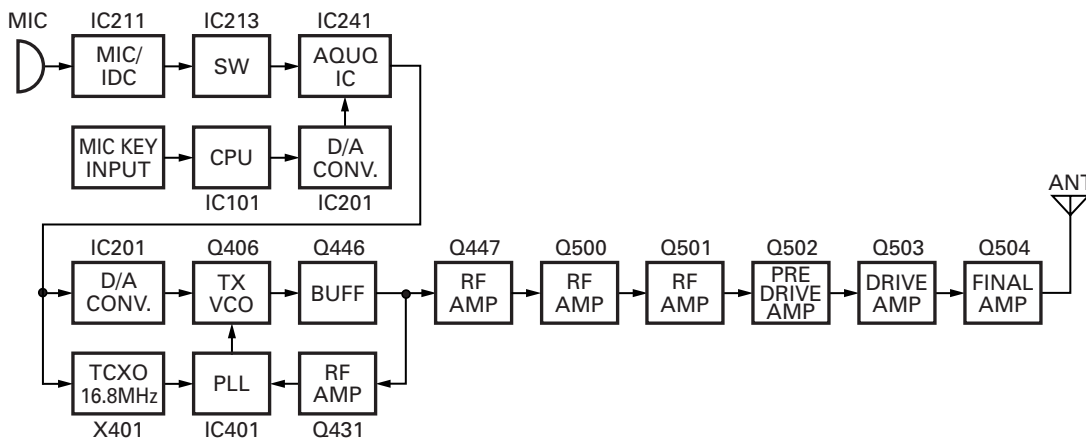 MIC
IC211
IC213
IC241
MIC/
IDC
SW
AQUQ
IC
MIC KEY
INPUT
CPU
D/A
CONV.
IC101
IC201
ANT
IC201
Q406
Q446
Q447
Q500
Q501
Q502
Q503
Q504
D/A
CONV.
TX
VCO
BUFF
RF
AMP
RF
AMP
RF
AMP
PRE
DRIVE
AMP
DRIVE
AMP
FINAL
AMP
TCXO
16.8MHz
PLL
RF
AMP
X401
IC401
Q431